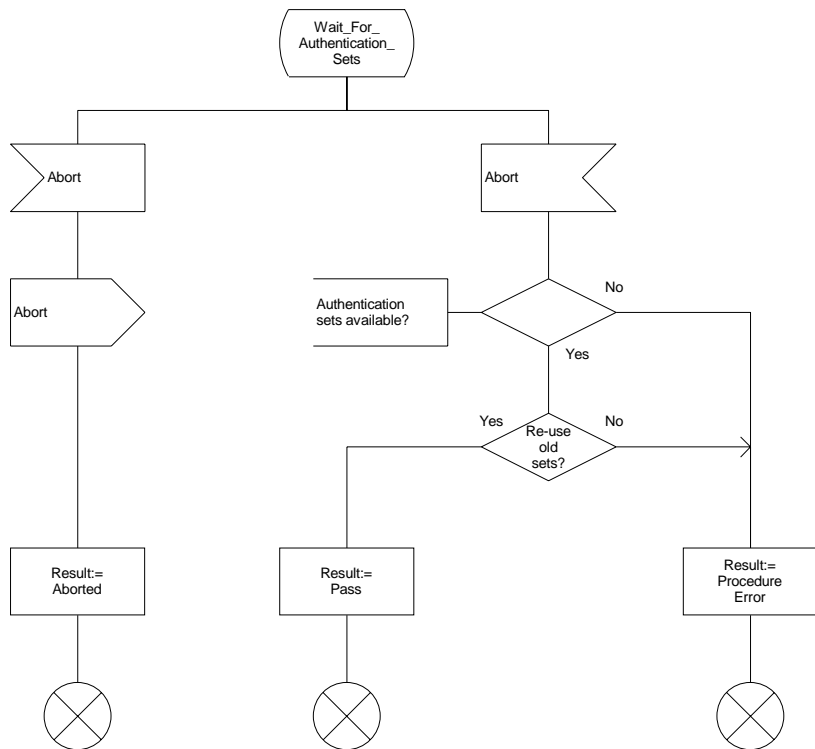 Wait_For_
Authentication_
Sets
Abort
Abort
Abort
Authentication
sets available?
No
Yes
Yes
No
Re-use
old
sets?
Result:=
Aborted
Result:=
Pass
Result:=
Procedure
Error